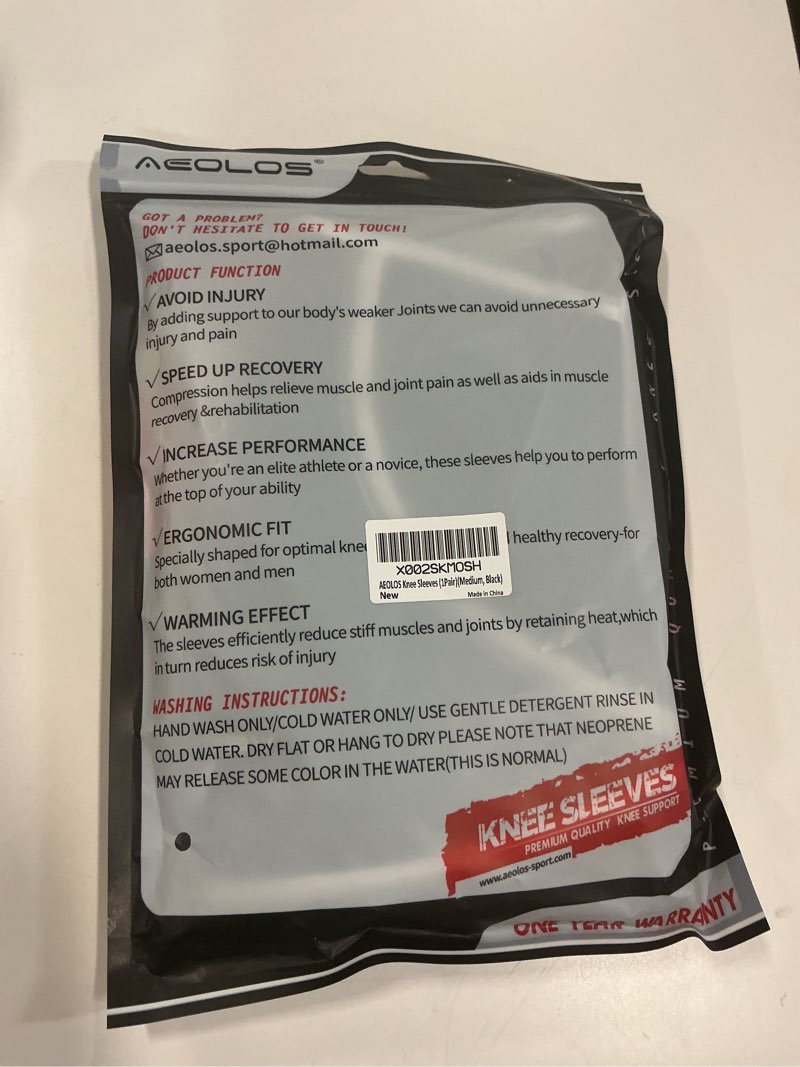 AEOLOS®
GOT A PROBLEM?
DON'T HESITATE TO GET IN TOUCH!
aeolos.sport@hotmail.com
PRODUCT FUNCTION
√AVOID INJURY
By adding support to our body's weaker Joints we can avoid unnecessary
injury and pain
√SPEED UP RECOVERY
Compression helps relieve muscle and joint pain as well as aids in muscle
recovery &rehabilitation
√INCREASE PERFORMANCE
Whether you're an elite athlete or a novice, these sleeves help you to perform
at the top of your ability
√ERGONOMIC FIT
Specially shaped for optimal healthy recovery-for
both women and men
X002SKMOSH
AEOLOS Knee Sleeves (1Pair)(Medium, Black)
New Made in China
√WARMING EFFECT
The sleeves efficiently reduce stiff muscles and joints by retaining heat,which
in turn reduces risk of injury
WASHING INSTRUCTIONS:
HAND WASH ONLY/COLD WATER ONLY/ USE GENTLE DETERGENT RINSE IN
COLD WATER. DRY FLAT OR HANG TO DRY PLEASE NOTE THAT NEOPRENE
MAY RELEASE SOME COLOR IN THE WATER(THIS IS NORMAL)
KNEE SLEEVES
PREMIUM QUALITY KNEE SUPPORT
www.aeolos-sport.com
ONE YEAR WARRANTY